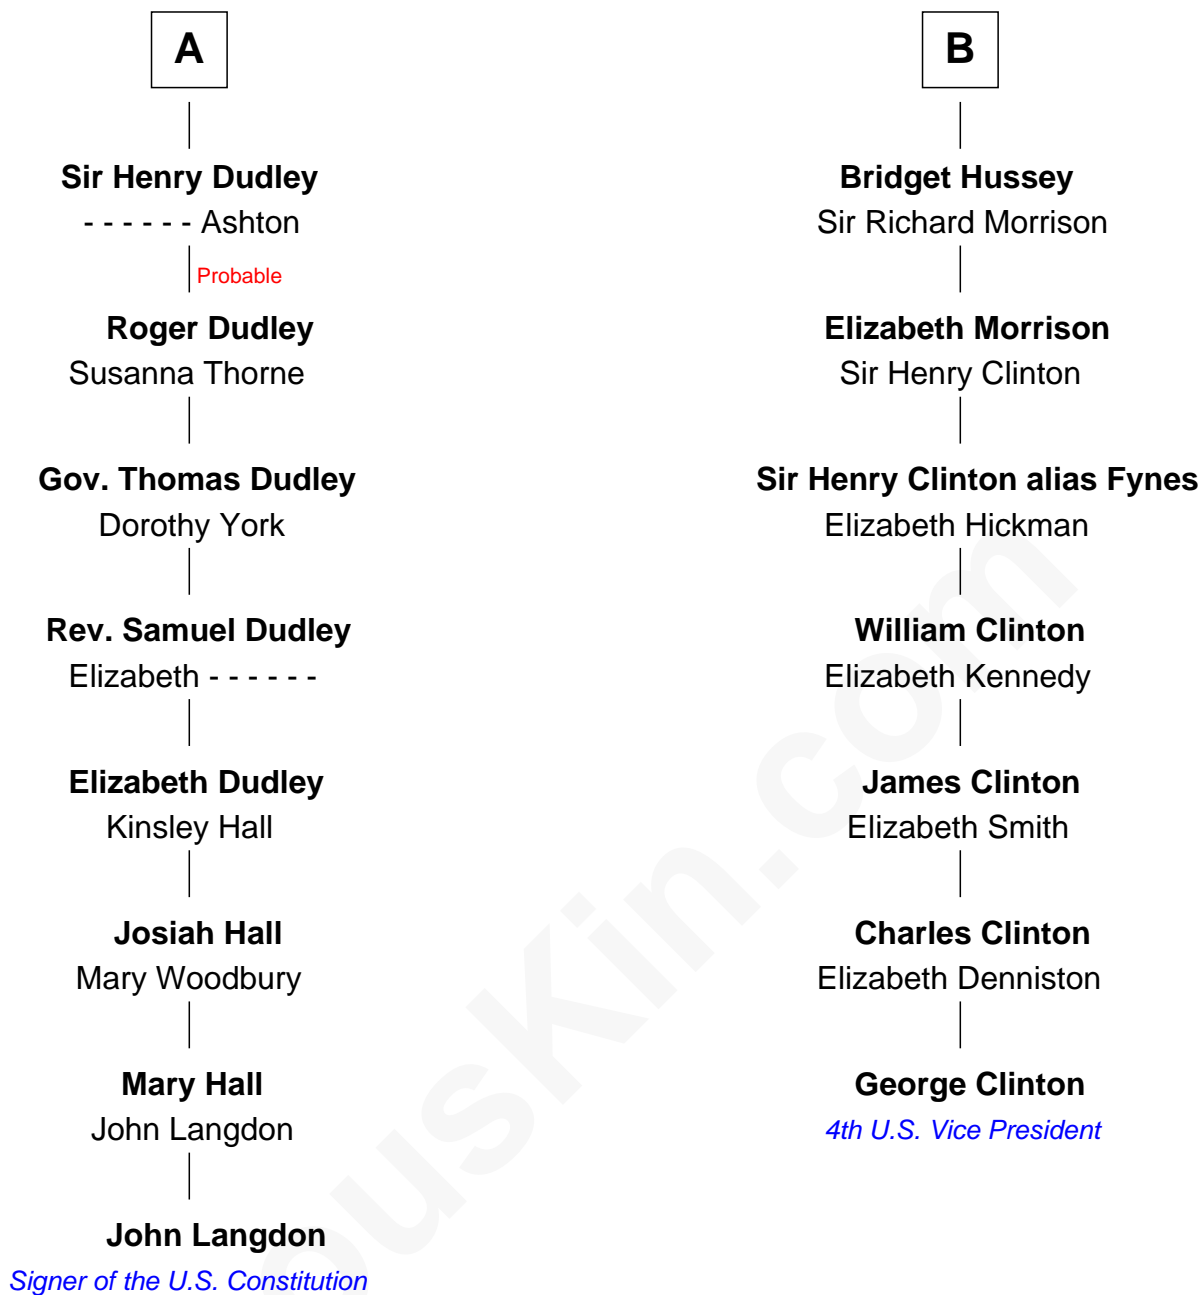 A
Sir Henry Dudley
- - - - - - Ashton
Probable
Roger Dudley
Susanna Thorne
Gov. Thomas Dudley
Dorothy York
Rev. Samuel Dudley
Elizabeth - - - - - -
Elizabeth Dudley
Kinsley Hall
Josiah Hall
Mary Woodbury
Mary Hall
John Langdon
John Langdon
Signer of the U.S. Constitution
B
Bridget Hussey
Sir Richard Morrison
Elizabeth Morrison
Sir Henry Clinton
Sir Henry Clinton alias Fynes
Elizabeth Hickman
William Clinton
Elizabeth Kennedy
James Clinton
Elizabeth Smith
Charles Clinton
Elizabeth Denniston
George Clinton
4th U.S. Vice President
ousKin.com